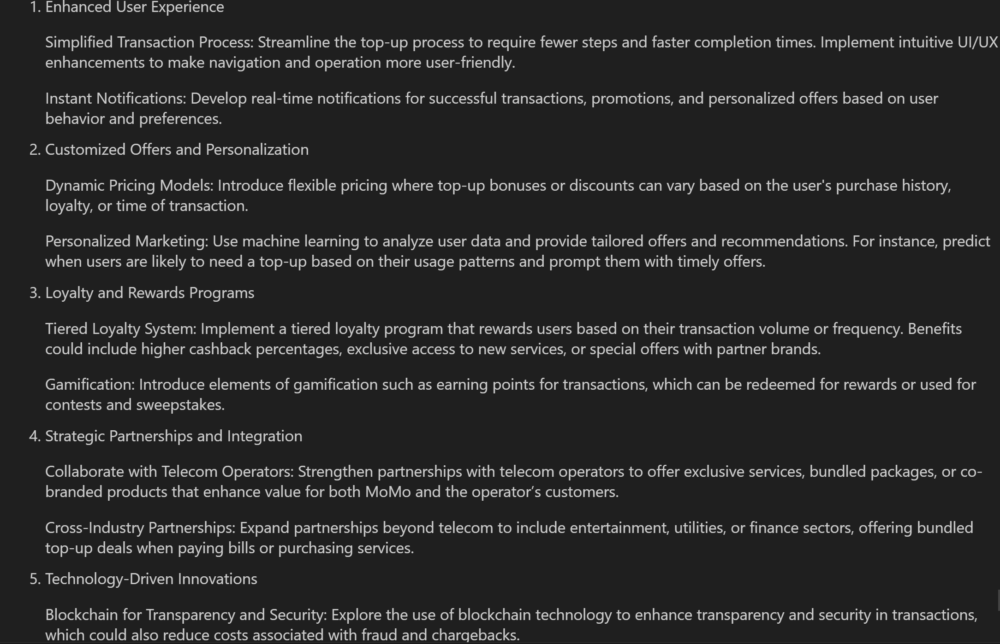 1. Enhanced User Experience
Simplified Transaction Process: Streamline the top-up process to require fewer steps and faster completion times. Implement intuitive UI/UX
enhancements to make navigation and operation more user-friendly.
Instant Notifications: Develop real-time notifications for successful transactions, promotions, and personalized offers based on user
behavior and preferences.
2. Customized Offers and Personalization
Dynamic Pricing Models: Introduce flexible pricing where top-up bonuses or discounts can vary based on the user's purchase history,
loyalty, or time of transaction.
Personalized Marketing: Use machine learning to analyze user data and provide tailored offers and recommendations. For instance, predict
when users are likely to need a top-up based on their usage patterns and prompt them with timely offers.
3. Loyalty and Rewards Programs
Tiered Loyalty System: Implement a tiered loyalty program that rewards users based on their transaction volume or frequency. Benefits
could include higher cashback percentages, exclusive access to new services, or special offers with partner brands.
Gamification: Introduce elements of gamification such as earning points for transactions, which can be redeemed for rewards or used for
contests and sweepstakes.
4. Strategic Partnerships and Integration
Collaborate with Telecom Operators: Strengthen partnerships with telecom operators to offer exclusive services, bundled packages, or co-
branded products that enhance value for both MoMo and the operator’s customers.
Cross-Industry Partnerships: Expand partnerships beyond telecom to include entertainment, utilities, or finance sectors, offering bundled
top-up deals when paying bills or purchasing services.
5. Technology-Driven Innovations
Blockchain for Transparency and Security: Explore the use of blockchain technology to enhance transparency and security in transactions,
which could also reduce costs associated with fraud and chargebacks.